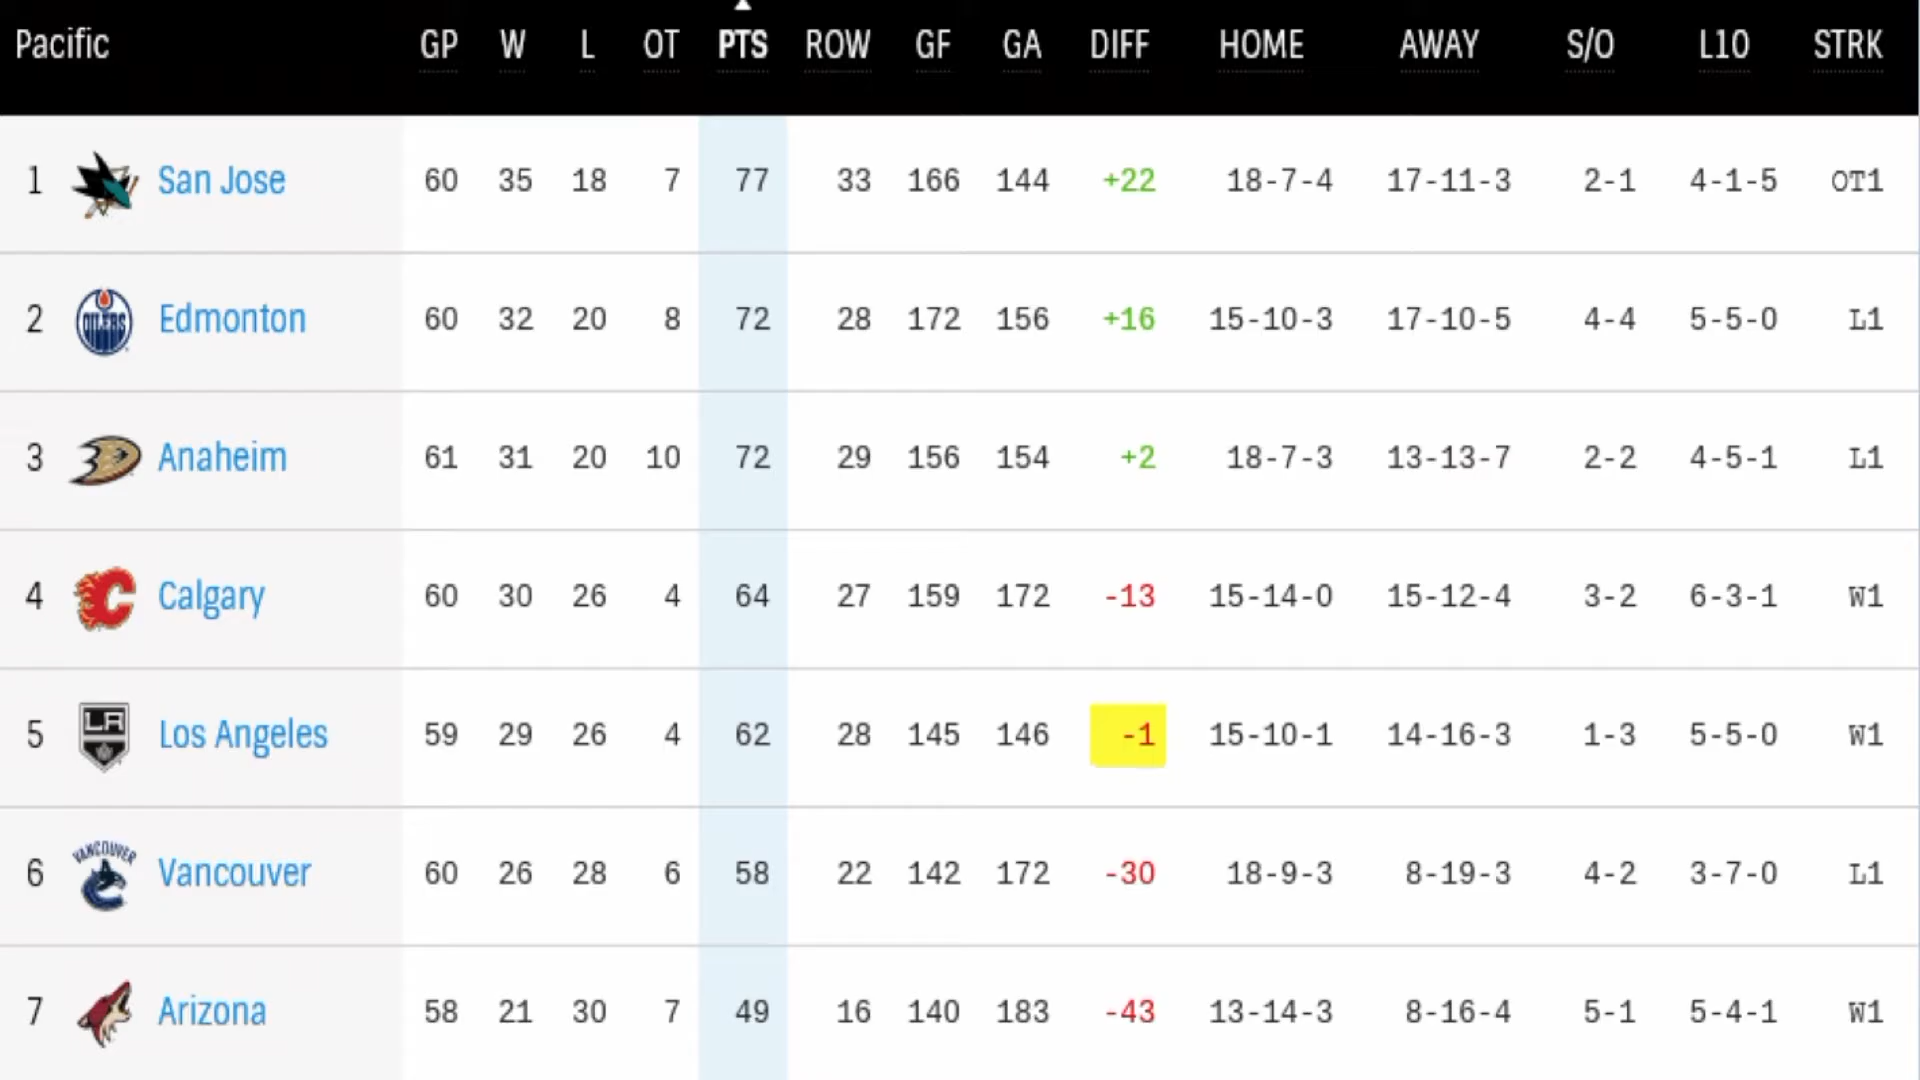 Pacific GP W L OT PTS ROW GF GA DIFF HOME AWAY S/O L10 STRK
1 San Jose 60 35 18 7 77 33 166 144 +22 18-7-4 17-11-3 2-1 4-1-5 OT1
2 OILERS Edmonton 60 32 20 8 72 28 172 156 +16 15-10-3 17-10-5 4-4 5-5-0 L1
3 Anaheim 61 31 20 10 72 29 156 154 +2 18-7-3 13-13-7 2-2 4-5-1 L1
4 C Calgary 60 30 26 4 64 27 159 172 -13 15-14-0 15-12-4 3-2 6-3-1 W1
5 LA Los Angeles 59 29 26 4 62 28 145 146 -1 15-10-1 14-16-3 1-3 5-5-0 W1
6 VANCOUVER Vancouver 60 26 28 6 58 22 142 172 -30 18-9-3 8-19-3 4-2 3-7-0 L1
7 Arizona 58 21 30 7 49 16 140 183 -43 13-14-3 8-16-4 5-1 5-4-1 W1